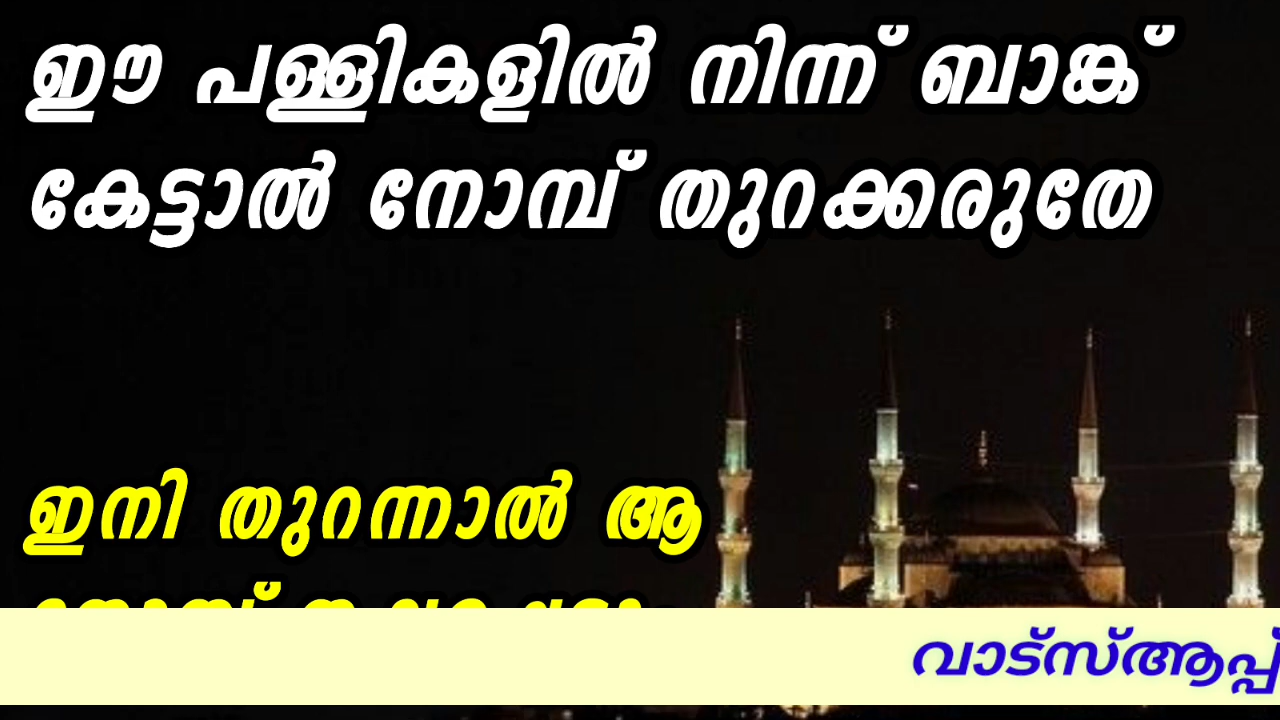 ഈ പള്ളികളിൽ നിന്ന് ബാങ്ക്
കേട്ടാൽ നോമ്പ് തുറക്കരുതേ
ഇനി തുറന്നാൽ ആ
വാട്സ്ആപ്പ്